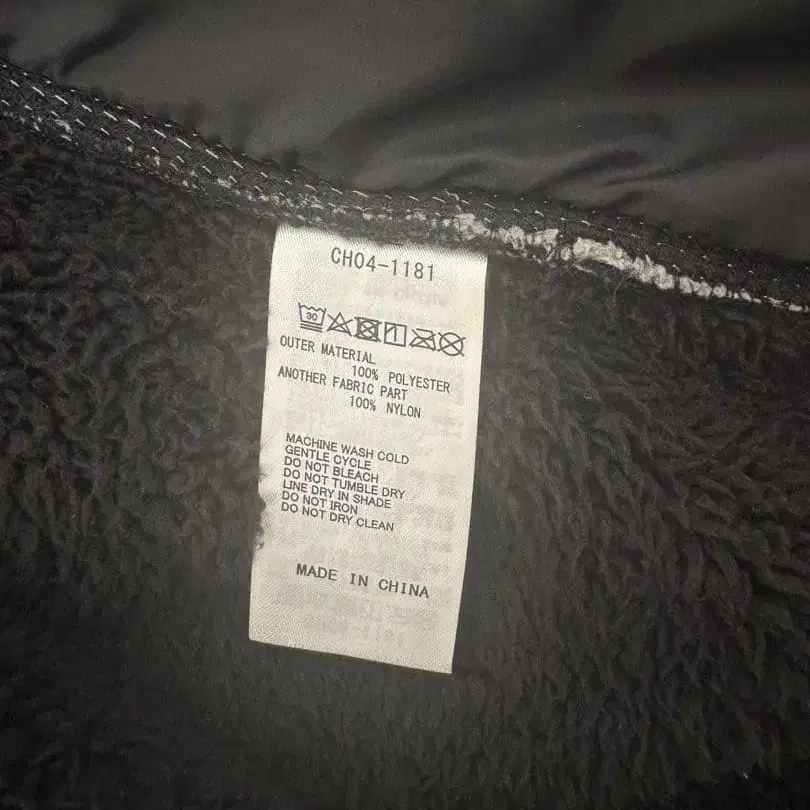 CH04-1181
30
OUTER MATERIAL
100% POLYESTER
ANOTHER FABRIC PART
100% NYLON
MACHINE WASH COLD
GENTLE CYCLE
DO NOT BLEACH
DO NOT TUMBLE DRY
LINE DRY IN SHADE
DO NOT IRON
DO NOT DRY CLEAN
MADE IN CHINA